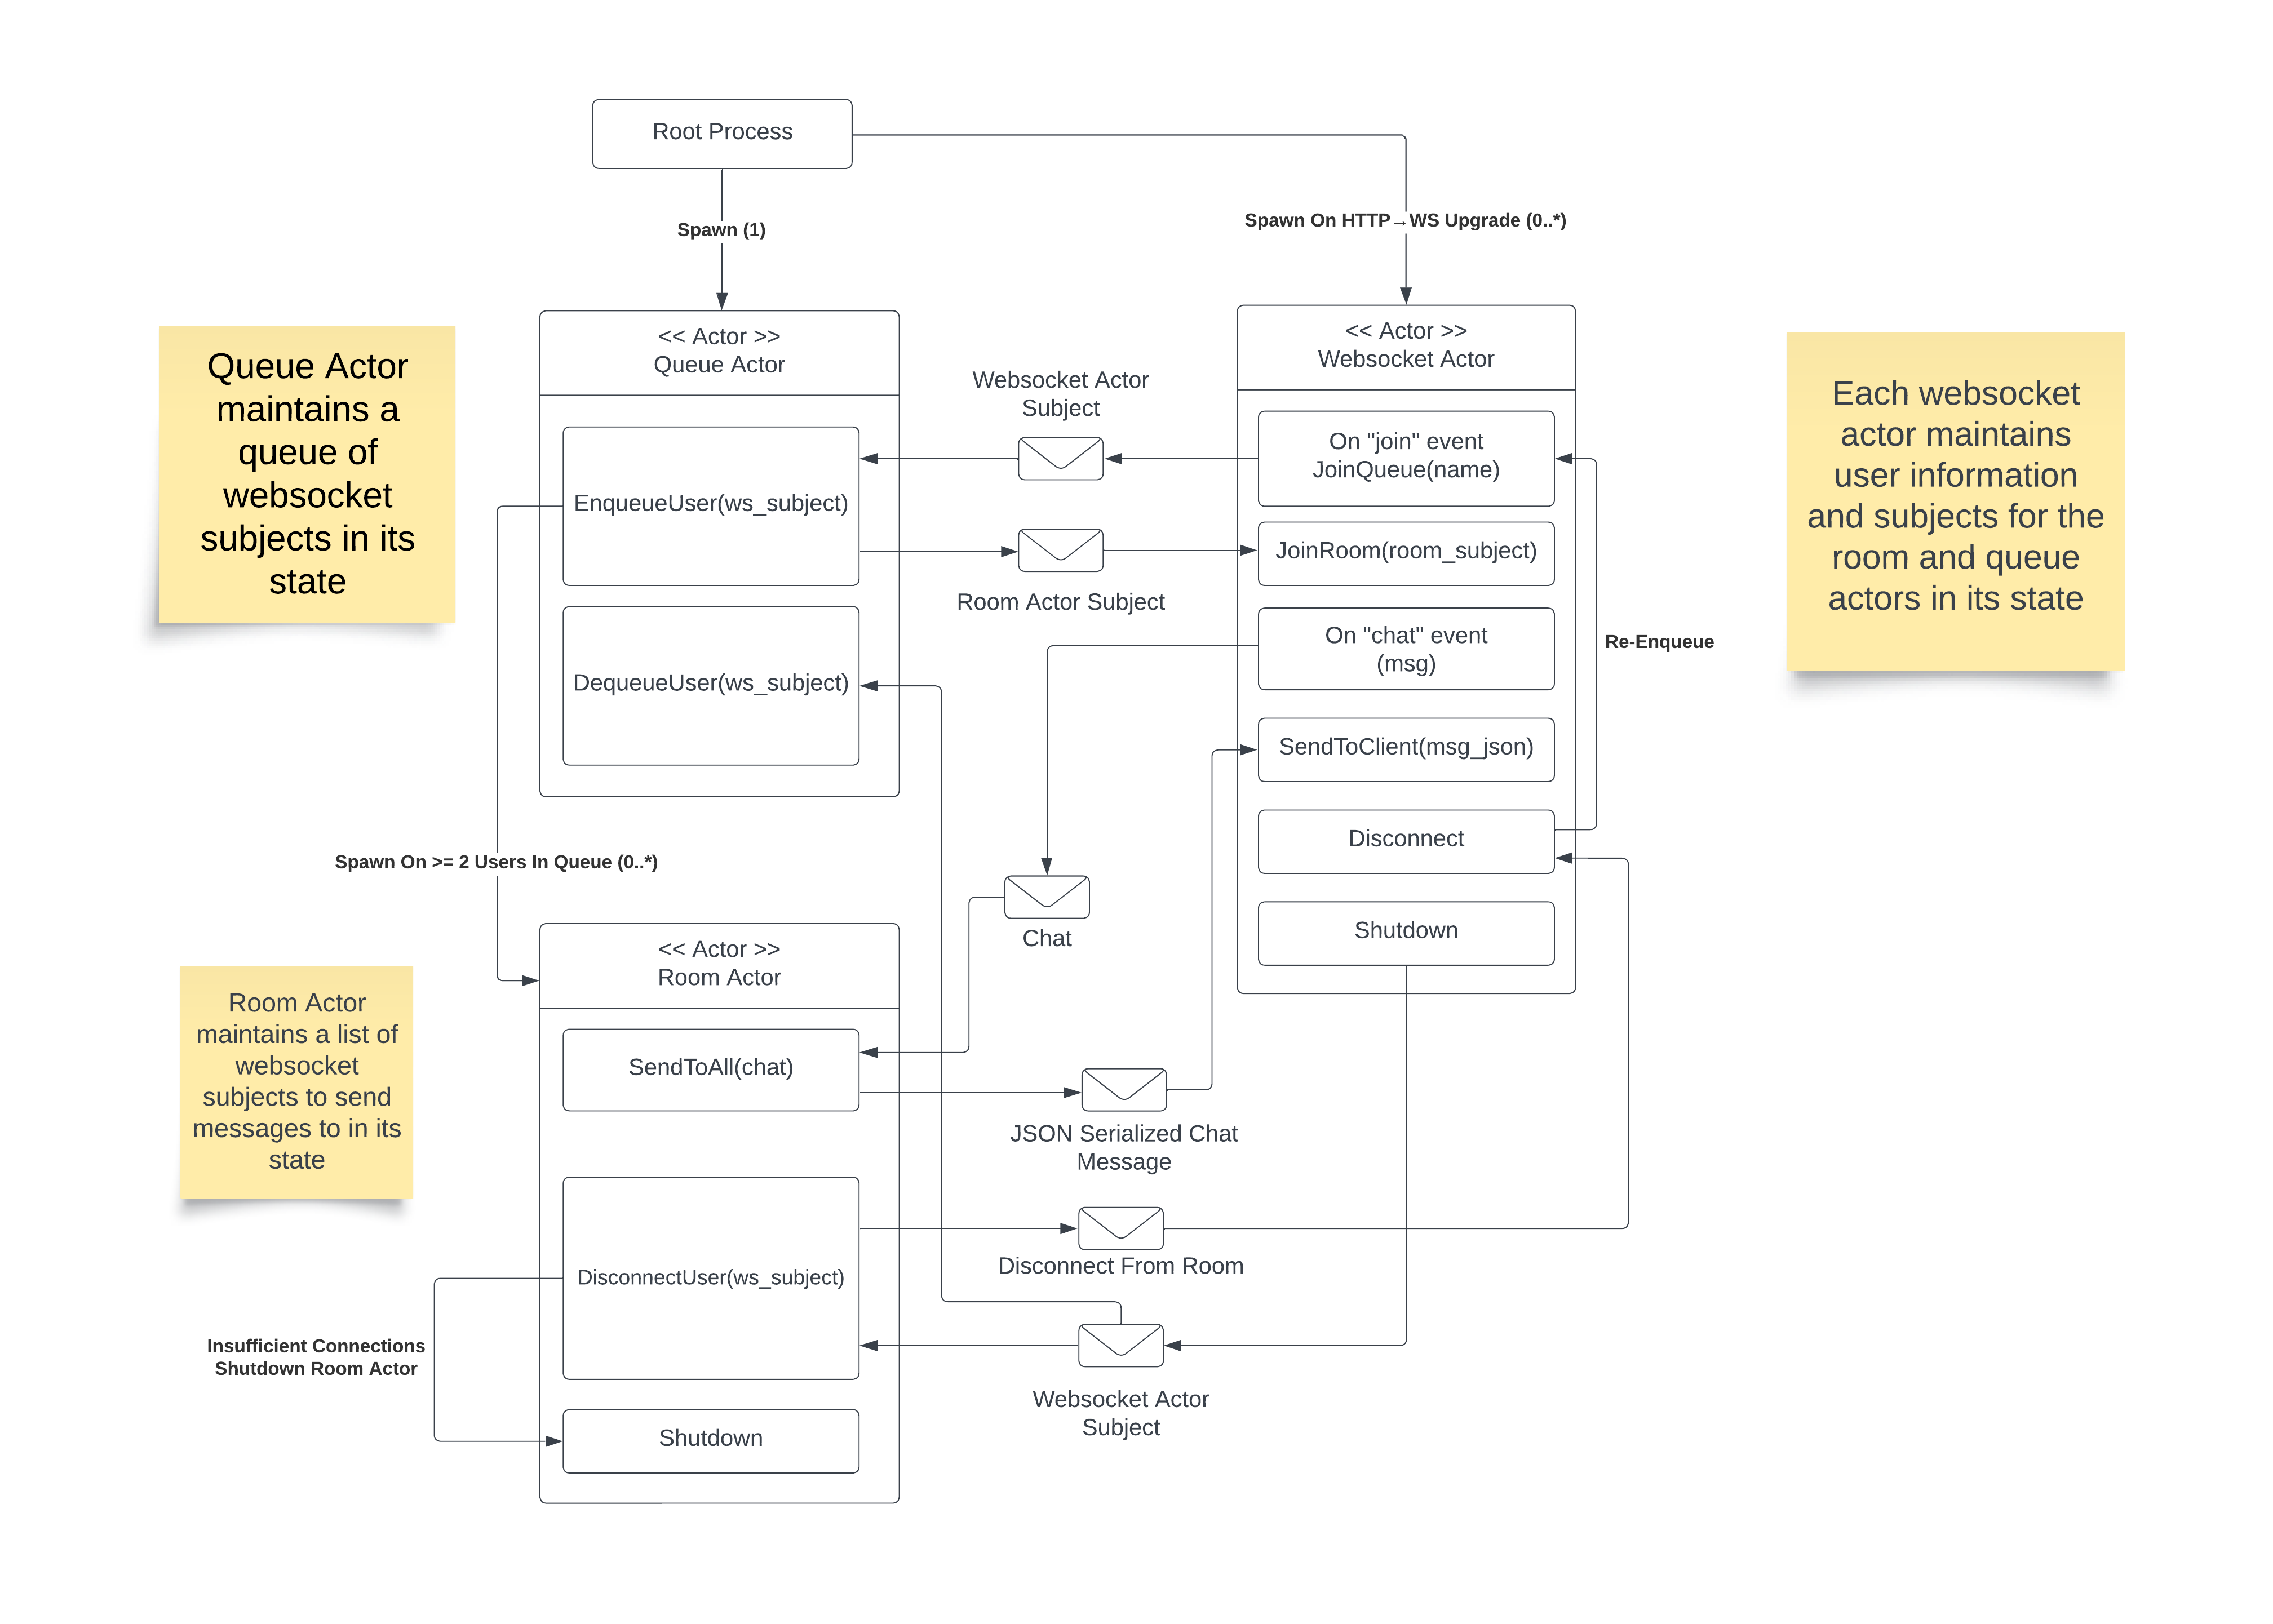 Root Process
Spawn (1)
Spawn On HTTP→WS Upgrade (0..*)
Queue Actor
maintains a
queue of
websocket
subjects in its
state
<< Actor >>
Queue Actor
EnqueueUser(ws_subject)
DequeueUser(ws_subject)
Websocket Actor
Subject
Room Actor Subject
<< Actor >>
Websocket Actor
On "join" event
JoinQueue(name)
JoinRoom(room_subject)
On "chat" event
(msg)
SendToClient(msg_json)
Disconnect
Shutdown
Re-Enqueue
Each websocket
actor maintains
user information
and subjects for the
room and queue
actors in its state
Spawn On >= 2 Users In Queue (0..*)
Chat
Room Actor
maintains a list of
websocket
subjects to send
messages to in its
state
<< Actor >>
Room Actor
SendToAll(chat)
DisconnectUser(ws_subject)
Shutdown
JSON Serialized Chat
Message
Disconnect From Room
Websocket Actor
Subject
Insufficient Connections
Shutdown Room Actor